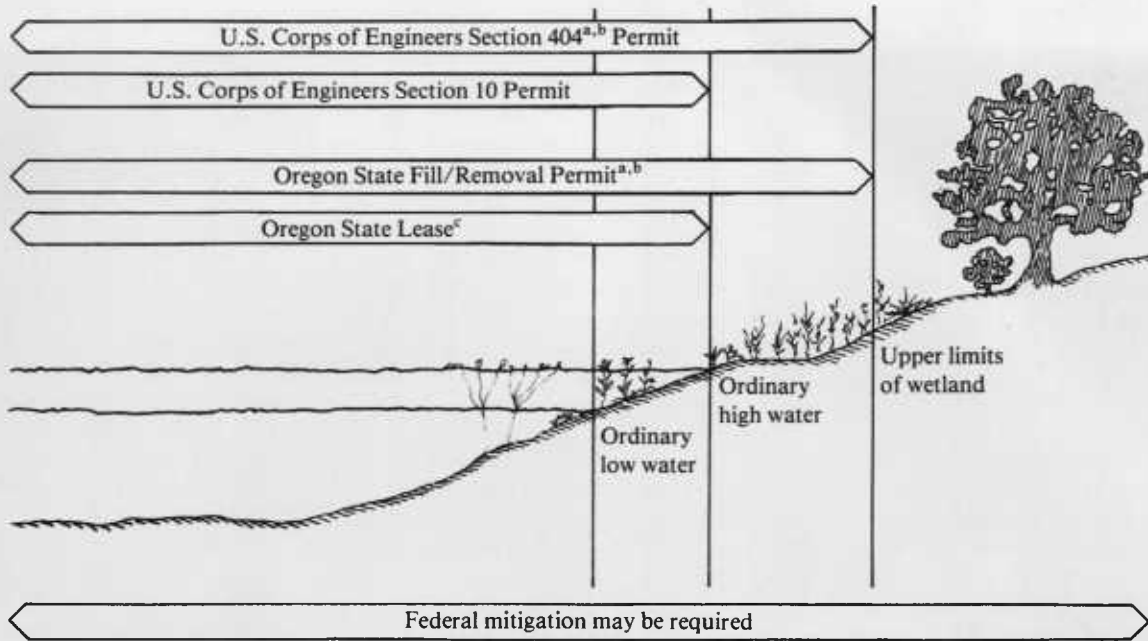 U.S. Corps of Engineers Section 404ᵃ,ᵇ Permit
U.S. Corps of Engineers Section 10 Permit
Oregon State Fill/Removal Permitᵃ,ᵇ
Oregon State Leaseᶜ
Upper limits
of wetland
Ordinary
high water
Ordinary
low water
Federal mitigation may be required